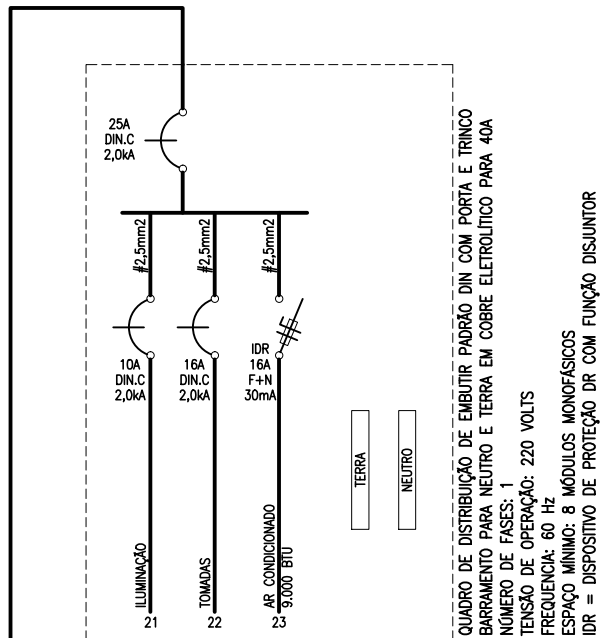 25A
DIN.C
2,0kA
#2,5mm2
#2,5mm2
#2,5mm2
10A
DIN.C
2,0kA
16A
DIN.C
2,0kA
IDR
16A
F+N
30mA
TERRA
NEUTRO
ILUMINAÇÃO
21
TOMADAS
22
AR CONDICIONADO
9.000 BTU
23
QUADRO DE DISTRIBUIÇÃO DE EMBUTIR PADRÃO DIN COM PORTA E TRINCO
BARRAMENTO PARA NEUTRO E TERRA EM COBRE ELETROLÍTICO PARA 40A
NÚMERO DE FASES: 1
TENSÃO DE OPERAÇÃO: 220 VOLTS
FREQUENCIA: 60 Hz
ESPAÇO MÍNIMO: 8 MÓDULOS MONOFÁSICOS
IDR = DISPOSITIVO DE PROTEÇÃO DR COM FUNÇÃO DISJUNTOR